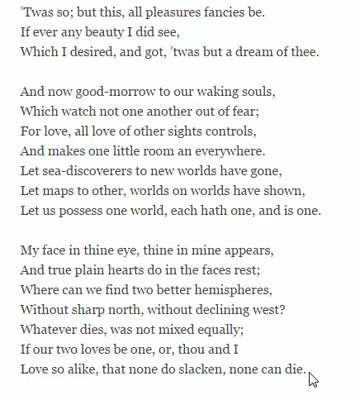 'Twas so; but this, all pleasures fancies be.
If ever any beauty I did see,
Which I desired, and got, 'twas but a dream of thee.

And now good-morrow to our waking souls,
Which watch not one another out of fear;
For love, all love of other sights controls,
And makes one little room an everywhere.
Let sea-discoverers to new worlds have gone,
Let maps to other, worlds on worlds have shown,
Let us possess one world, each hath one, and is one.

My face in thine eye, thine in mine appears,
And true plain hearts do in the faces rest;
Where can we find two better hemispheres,
Without sharp north, without declining west?
Whatever dies, was not mixed equally;
If our two loves be one, or, thou and I
Love so alike, that none do slacken, none can die.